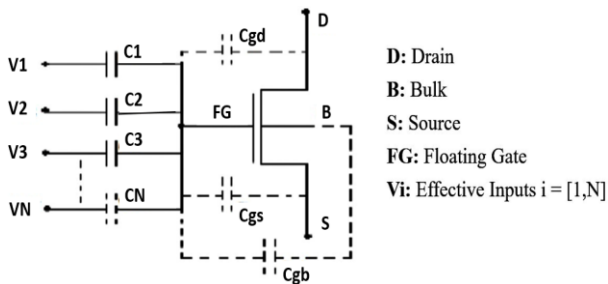 D
Cgd
C1
V1
D: Drain
C2
V2
FG
B
B: Bulk
S: Source
C3
V3
FG: Floating Gate
Vi: Effective Inputs i = [1,N]
CN
VN
Cgs
S
Cgb